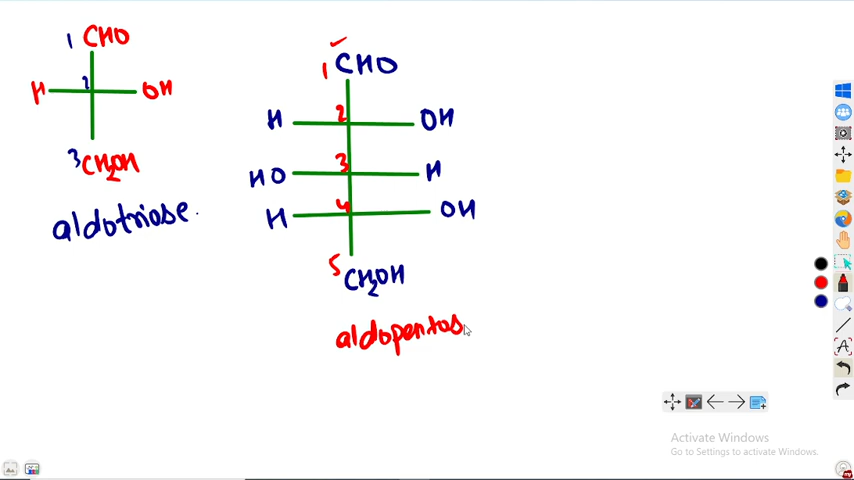 1 CHO
H 2 OH
3 CH2OH
aldotriose.
1 CHO
H 2 OH
HO 3 H
H 4 OH
5 CH2OH
aldopentos
Activate Windows
Go to Settings to activate Windows.